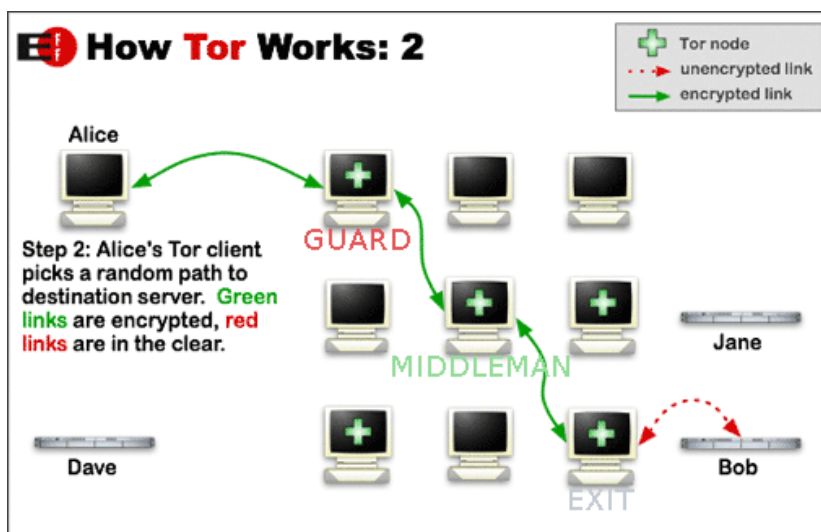 EFF How Tor Works: 2
Tor node
unencrypted link
encrypted link
Alice
GUARD
Step 2: Alice's Tor client
picks a random path to
destination server. Green
links are encrypted, red
links are in the clear.
MIDDLEMAN
Jane
Dave
EXIT
Bob